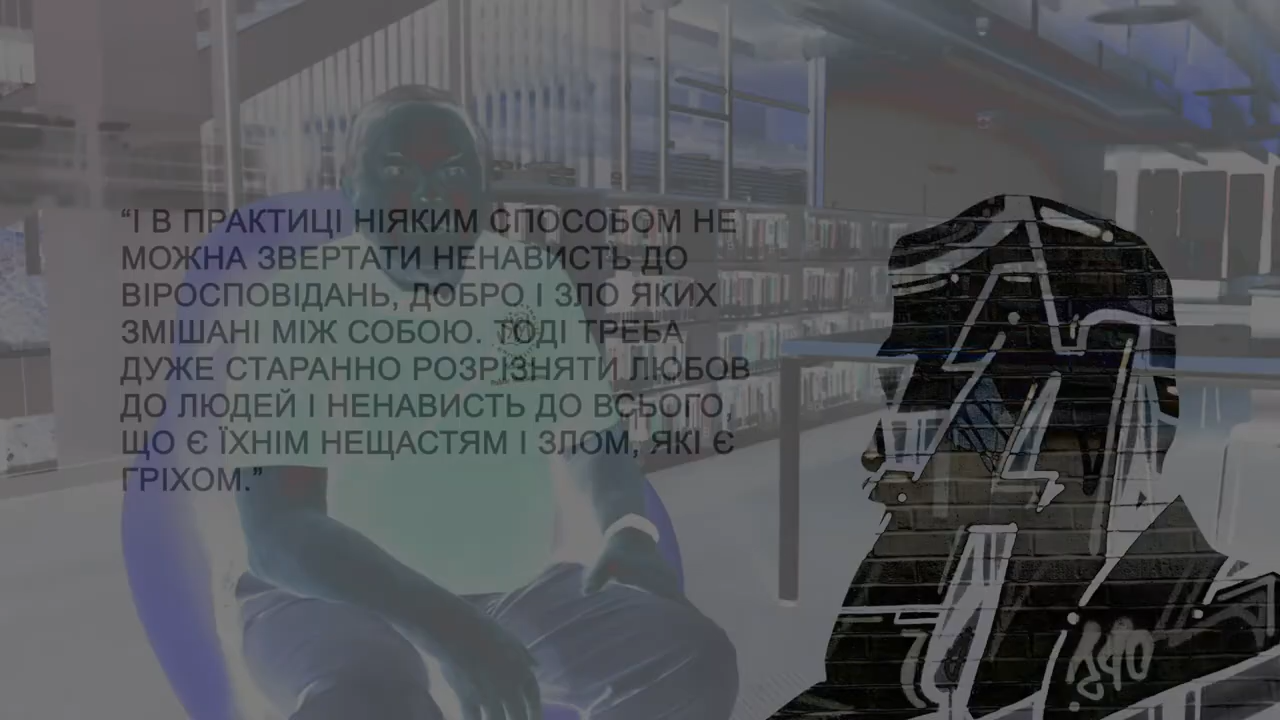 “І В ПРАКТИЦІ НІЯКИМ СПОСОБОМ НЕ
МОЖНА ЗВЕРТАТИ НЕНАВИСТЬ ДО
ВІРОСПОВІДАНЬ, ДОБРО І ЗЛО ЯКИХ
ЗМІШАНІ МІЖ СОБОЮ. ТОДІ ТРЕБА
ДУЖЕ СТАРАННО РОЗРІЗНЯТИ ЛЮБОВ
ДО ЛЮДЕЙ І НЕНАВИСТЬ ДО ВСЬОГО,
ЩО Є ЇХНІМ НЕЩАСТЯМ І ЗЛОМ, ЯКІ Є
ГРІХОМ.”